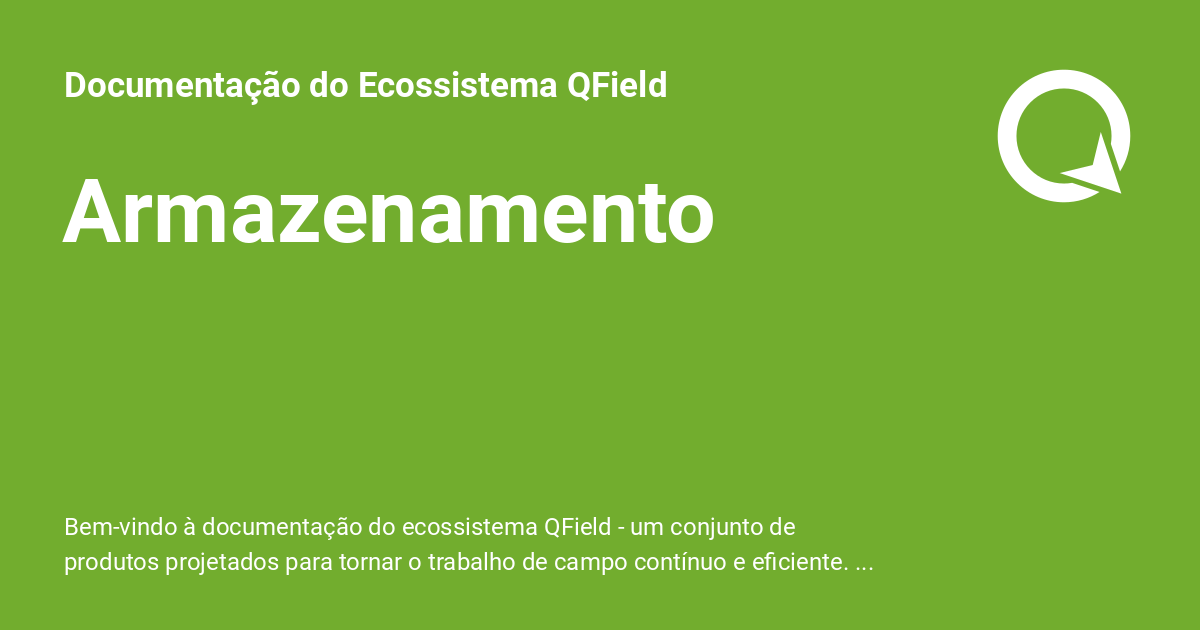 Documentação do Ecossistema QField
Armazenamento
Bem-vindo à documentação do ecossistema QField - um conjunto de
produtos projetados para tornar o trabalho de campo contínuo e eficiente. ...